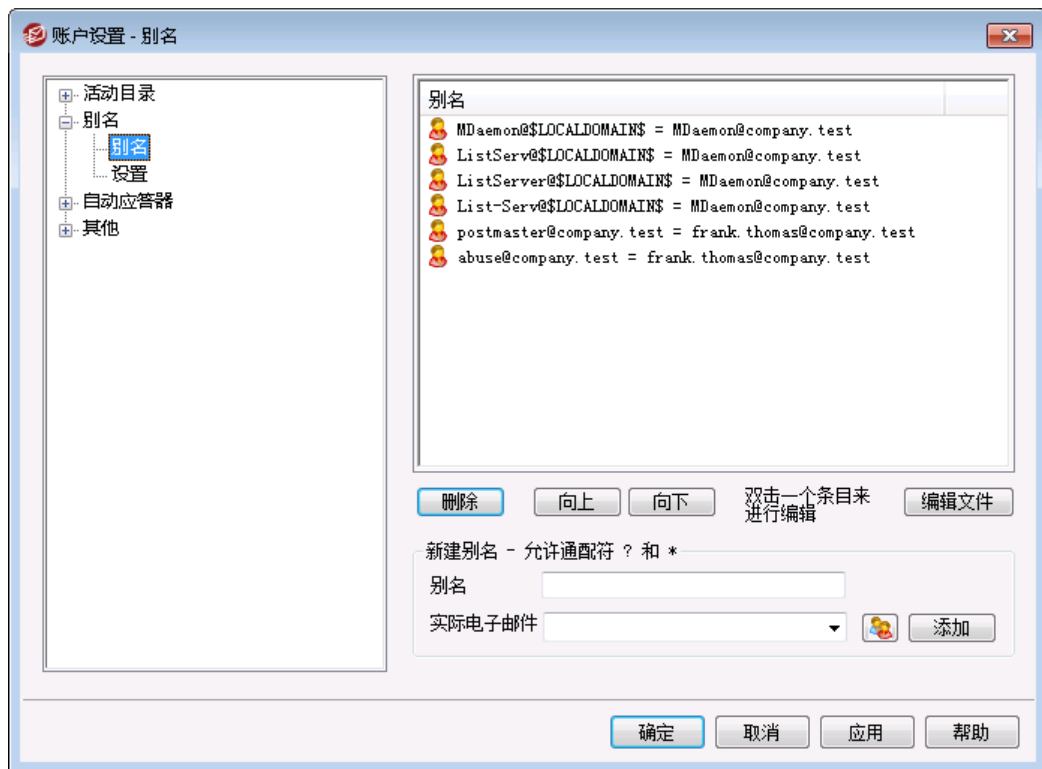 账户设置 - 别名
活动目录
别名
别名
设置
自动应答器
其他
别名
MDaemon@$LOCALDOMAIN$ = MDaemon@company.test
ListServ@$LOCALDOMAIN$ = MDaemon@company.test
ListServer@$LOCALDOMAIN$ = MDaemon@company.test
List-Serv@$LOCALDOMAIN$ = MDaemon@company.test
postmaster@company.test = frank.thomas@company.test
abuse@company.test = frank.thomas@company.test
删除
向上
向下
双击一个条目来
进行编辑
编辑文件
新建别名 - 允许通配符 ? 和 *
别名
实际电子邮件
添加
确定
取消
应用
帮助